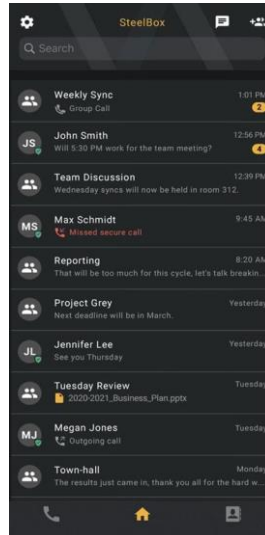 SteelBox
Search
Weekly Sync 1:01 PM
Group Call 2
JS John Smith 12:56 PM
Will 5:30 PM work for the team meeting? 4
Team Discussion 12:39 PM
Wednesday syncs will now be held in room 312.
MS Max Schmidt 9:45 AM
Missed secure call
Reporting 8:20 AM
That will be too much for this cycle, let's talk breakin...
Project Grey Yesterday
Next deadline will be in March.
JL Jennifer Lee Yesterday
See you Thursday
Tuesday Review Tuesday
2020-2021_Business_Plan.pptx
MJ Megan Jones Tuesday
Outgoing call
Town-hall Monday
The results just came in, thank you all for the hard w...